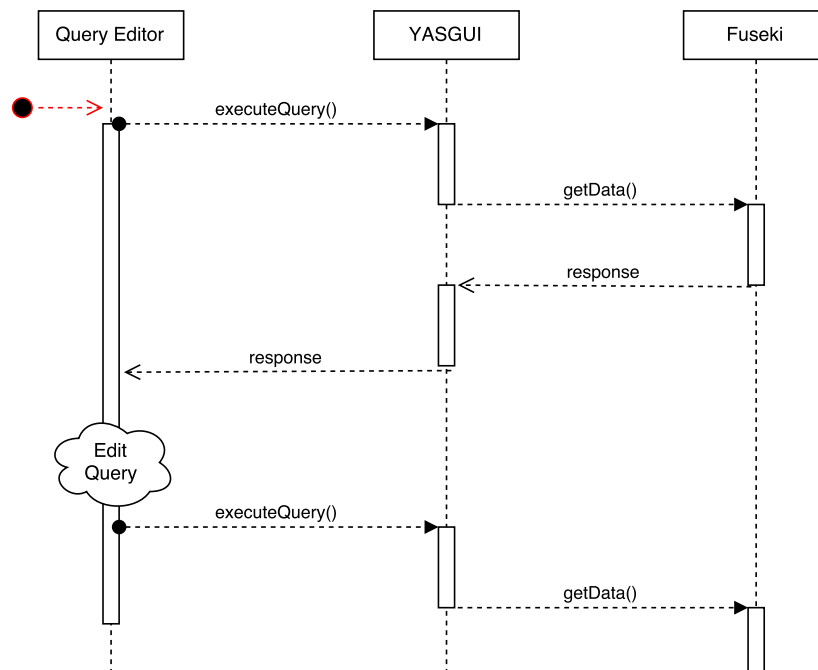 Query Editor
YASGUI
Fuseki
executeQuery()
getData()
response
response
Edit
Query
executeQuery()
getData()